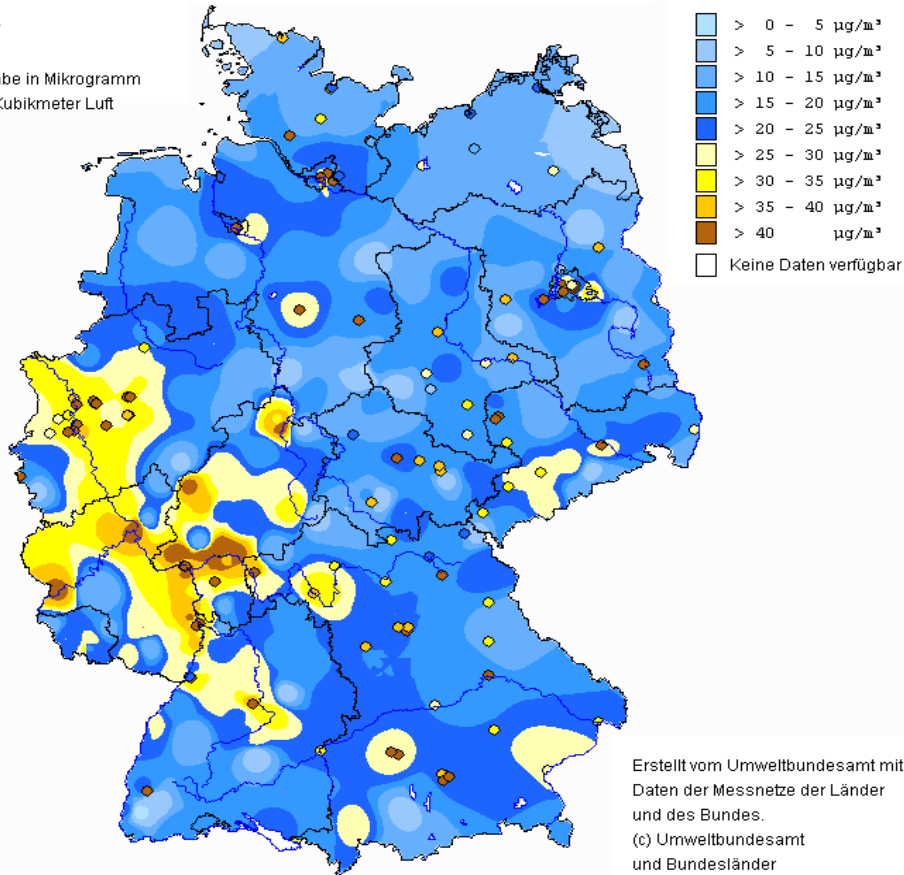 in Mikrogramm
Kubikmeter Luft
> 0 - 5 µg/m³
> 5 - 10 µg/m³
> 10 - 15 µg/m³
> 15 - 20 µg/m³
> 20 - 25 µg/m³
> 25 - 30 µg/m³
> 30 - 35 µg/m³
> 35 - 40 µg/m³
> 40 µg/m³
Keine Daten verfügbar
Erstellt vom Umweltbundesamt mit
Daten der Messnetze der Länder
und des Bundes.
(c) Umweltbundesamt
und Bundesländer